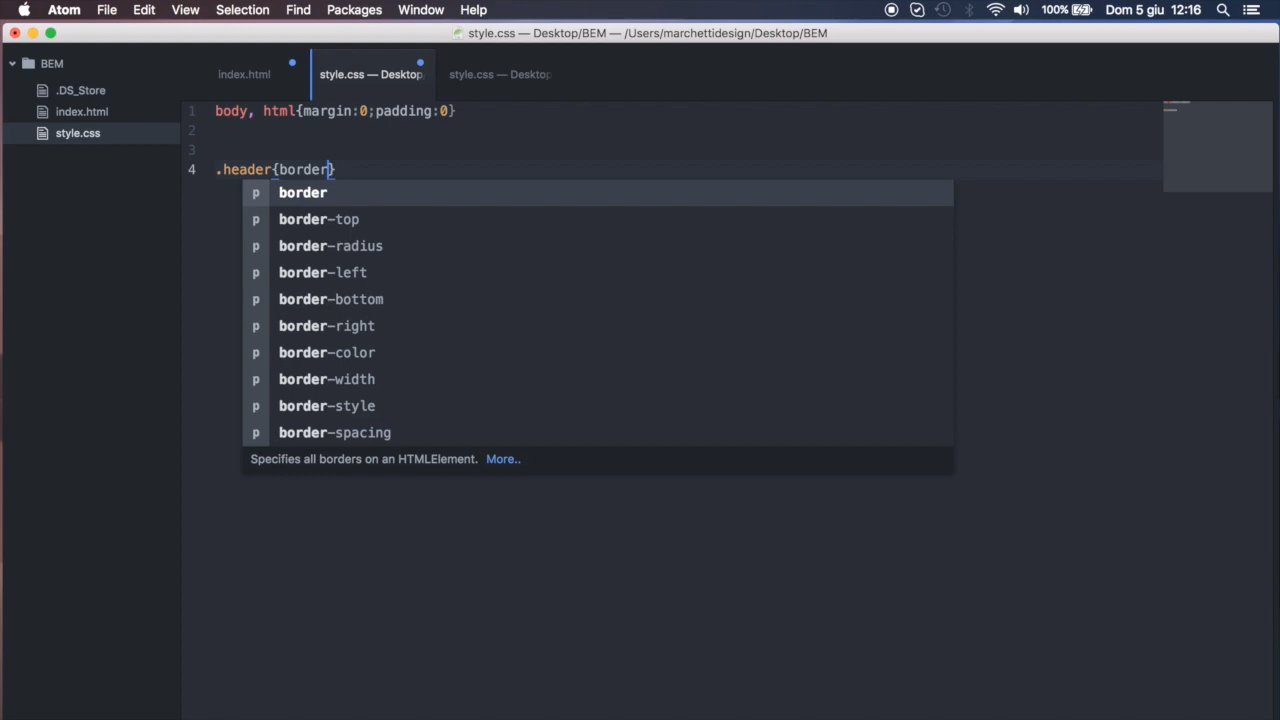 Atom File Edit View Selection Find Packages Window Help 100% Dom 5 giu 12:16
style.css — Desktop/BEM — /Users/marchettidesign/Desktop/BEM
BEM
.DS_Store
index.html
style.css
index.html style.css — Desktop style.css — Desktop
1 body, html{margin:0;padding:0}
2
3
4 .header{border}
p border
p border-top
p border-radius
p border-left
p border-bottom
p border-right
p border-color
p border-width
p border-style
p border-spacing
Specifies all borders on an HTMLElement. More..